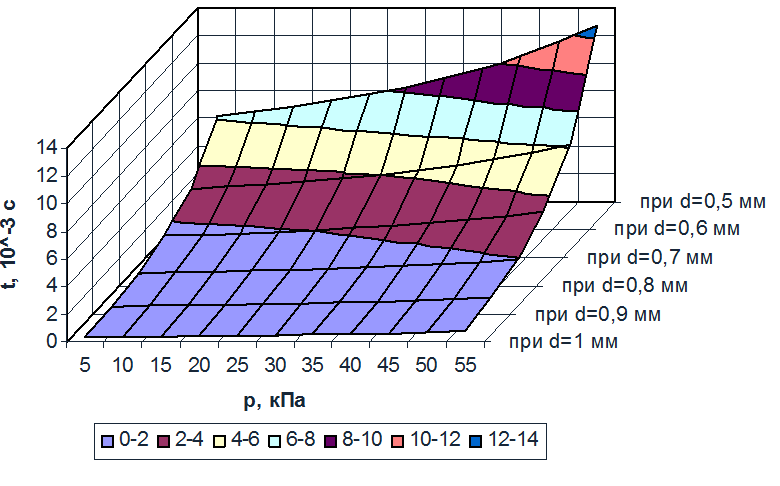 14
12
10
8
6
4
2
0
t, 10^-3 с
5 10 15 20 25 30 35 40 45 50 55
р, кПа
при d=0,5 мм
при d=0,6 мм
при d=0,7 мм
при d=0,8 мм
при d=0,9 мм
при d=1 мм
0-2 2-4 4-6 6-8 8-10 10-12 12-14